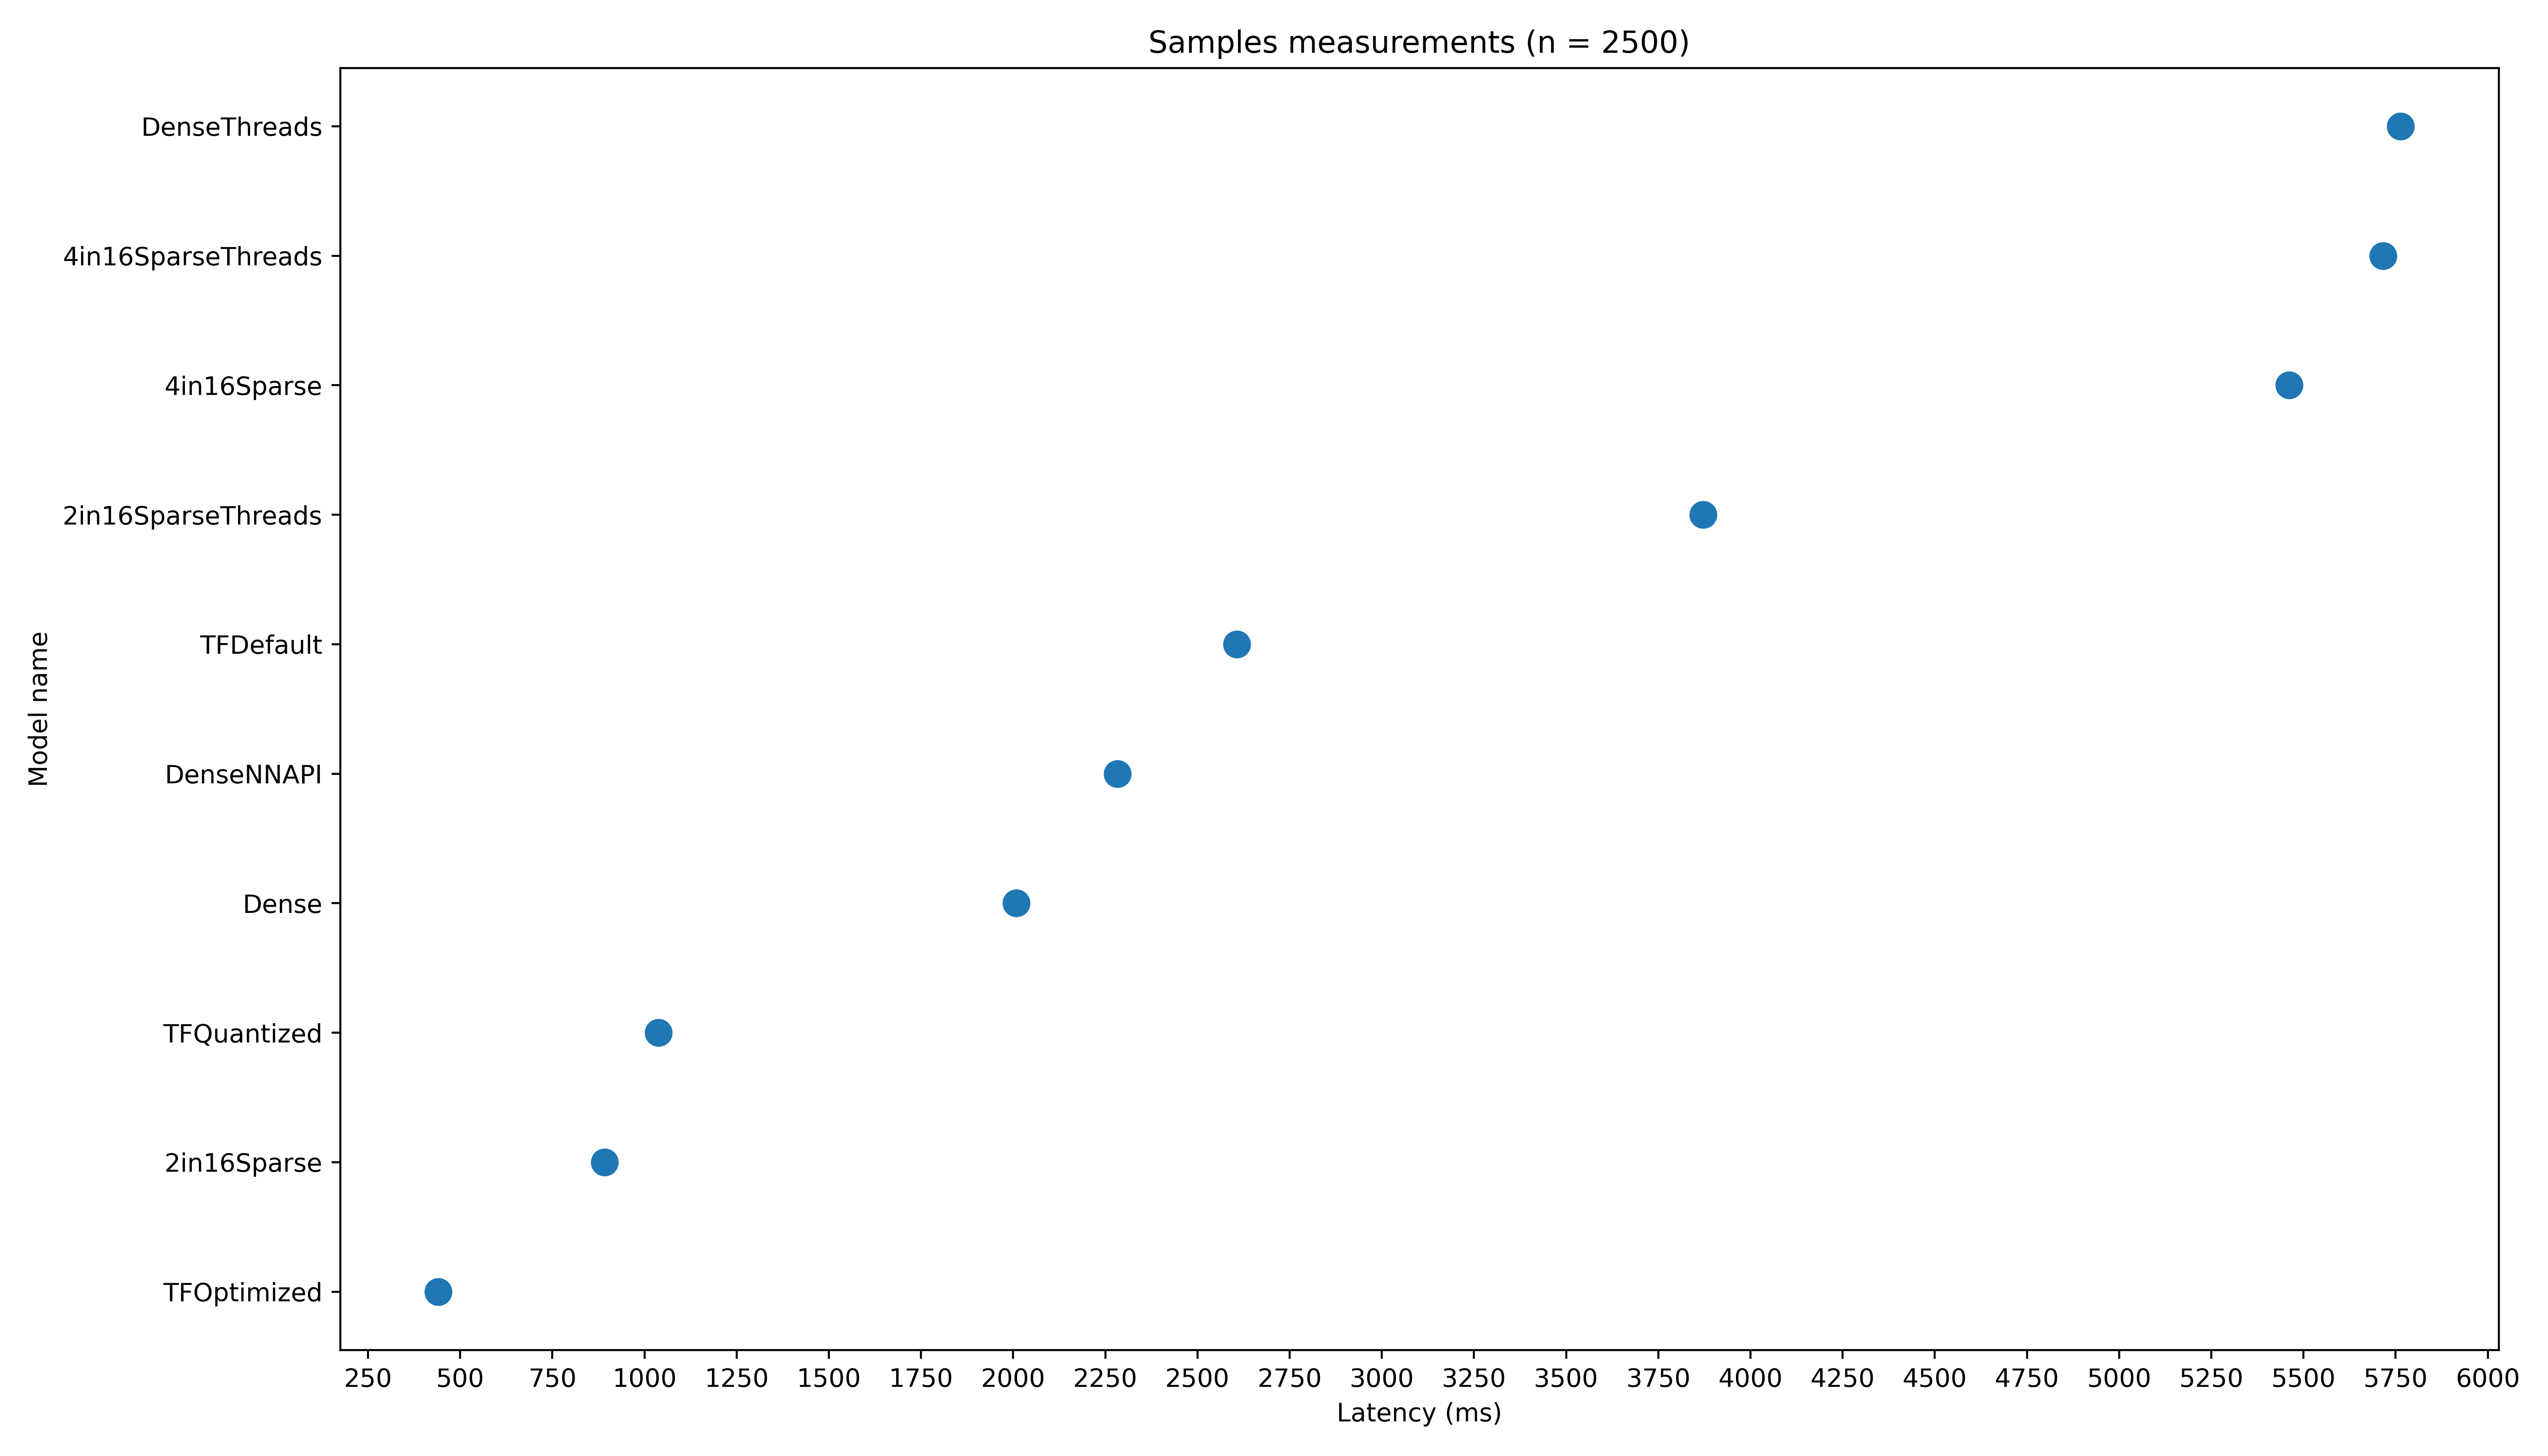 Samples measurements (n = 2500)
DenseThreads
4in16SparseThreads
4in16Sparse
2in16SparseThreads
TFDefault
DenseNNAPI
Dense
TFQuantized
2in16Sparse
TFOptimized
Model name
250 500 750 1000 1250 1500 1750 2000 2250 2500 2750 3000 3250 3500 3750 4000 4250 4500 4750 5000 5250 5500 5750 6000
Latency (ms)